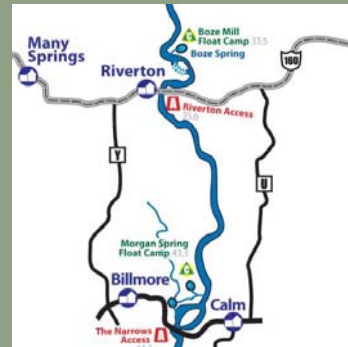 Boze Mill
Float Camp 33.5
Boze Spring
Many
Springs
160
Riverton
Riverton Access
35.6
Y
U
Morgan Spring
Float Camp 43.3
Billmore
Calm
The Narrows
Access